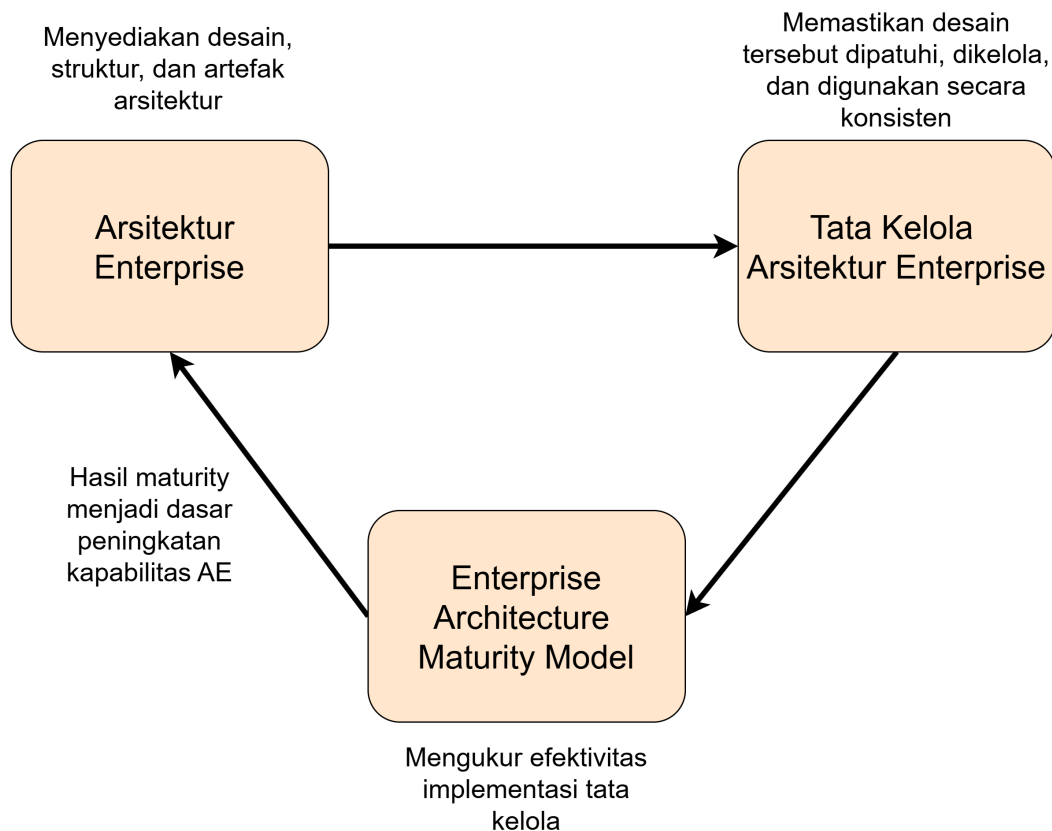 Menyediakan desain,
struktur, dan artefak
arsitektur
Memastikan desain
tersebut dipatuhi, dikelola,
dan digunakan secara
konsisten
Arsitektur
Enterprise
Tata Kelola
Arsitektur Enterprise
Hasil maturity
menjadi dasar
peningkatan
kapabilitas AE
Enterprise
Architecture
Maturity Model
Mengukur efektivitas
implementasi tata
kelola